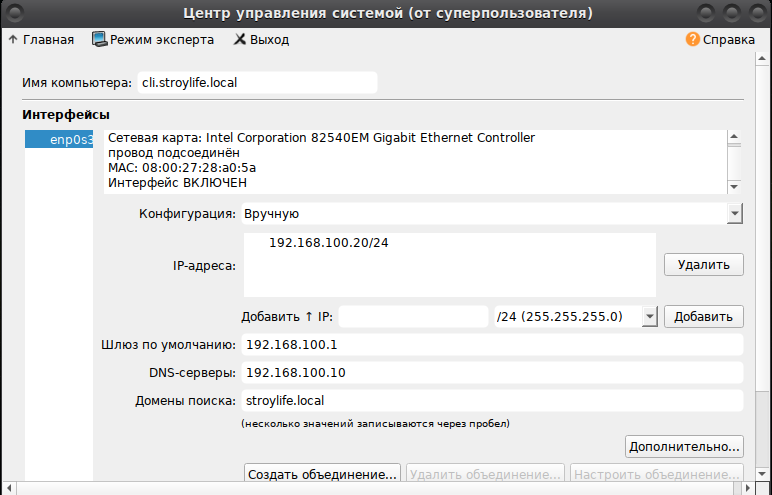 Центр управления системой (от суперпользователя)
Главная Режим эксперта Выход Справка
Имя компьютера: cli.stroylife.local
Интерфейсы
enp0s3
Сетевая карта: Intel Corporation 82540EM Gigabit Ethernet Controller
провод подсоединён
MAC: 08:00:27:28:a0:5a
Интерфейс ВКЛЮЧЕН
Конфигурация: Вручную
IP-адреса: 192.168.100.20/24 Удалить
Добавить ↑ IP: /24 (255.255.255.0) Добавить
Шлюз по умолчанию: 192.168.100.1
DNS-серверы: 192.168.100.10
Домены поиска: stroylife.local
(несколько значений записываются через пробел)
Дополнительно...
Создать объединение... Удалить объединение... Настроить объединение...